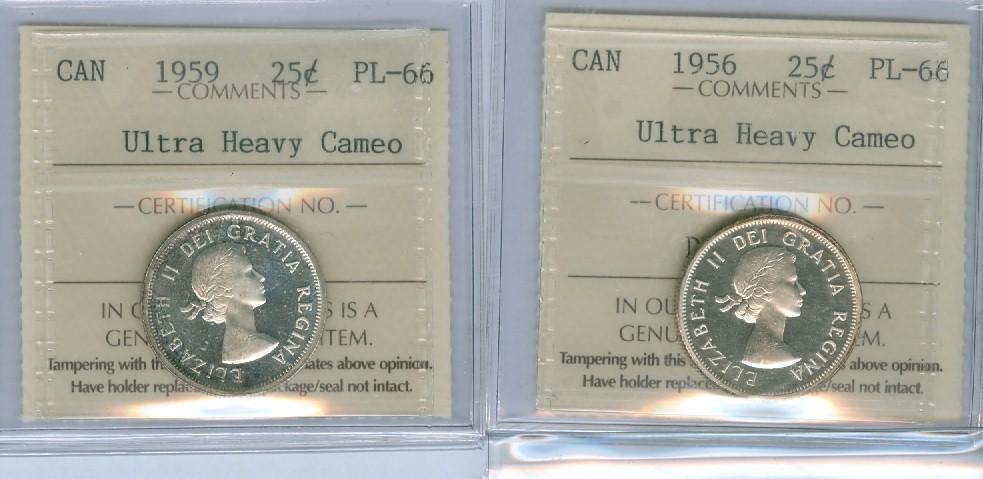 CAN 1959 25¢ PL-66
— COMMENTS —
Ultra Heavy Cameo
— CERTIFICATION NO. —
ELIZABETH II DEI GRATIA REGINA
IN S IS A
GEN TEM.
Tampering with th ates above opinion.
Have holder replac kage/seal not intact.
CAN 1956 25¢ PL-66
— COMMENTS —
Ultra Heavy Cameo
— CERTIFICATION NO. —
ELIZABETH II DEI GRATIA REGINA
IN OU S A
GENU EM.
Tampering with this above opinion.
Have holder replace e/seal not intact.